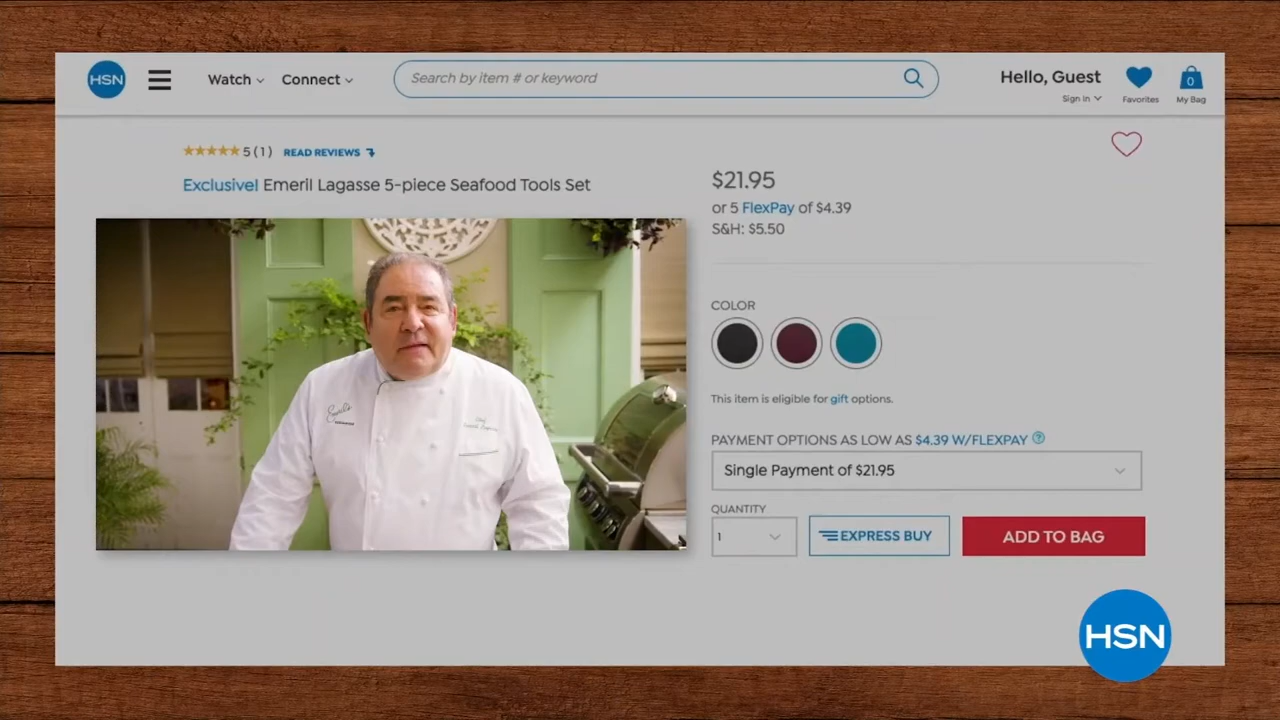 HSN
Watch
Connect
Search by item # or keyword
Hello, Guest
Sign In
Favorites
0
My Bag
5 (1) READ REVIEWS
Exclusive! Emeril Lagasse 5-piece Seafood Tools Set
$21.95
or 5 FlexPay of $4.39
S&H: $5.50
COLOR
This item is eligible for gift options.
PAYMENT OPTIONS AS LOW AS $4.39 W/FLEXPAY ?
Single Payment of $21.95
QUANTITY
1
EXPRESS BUY
ADD TO BAG
Emeril's
HSN